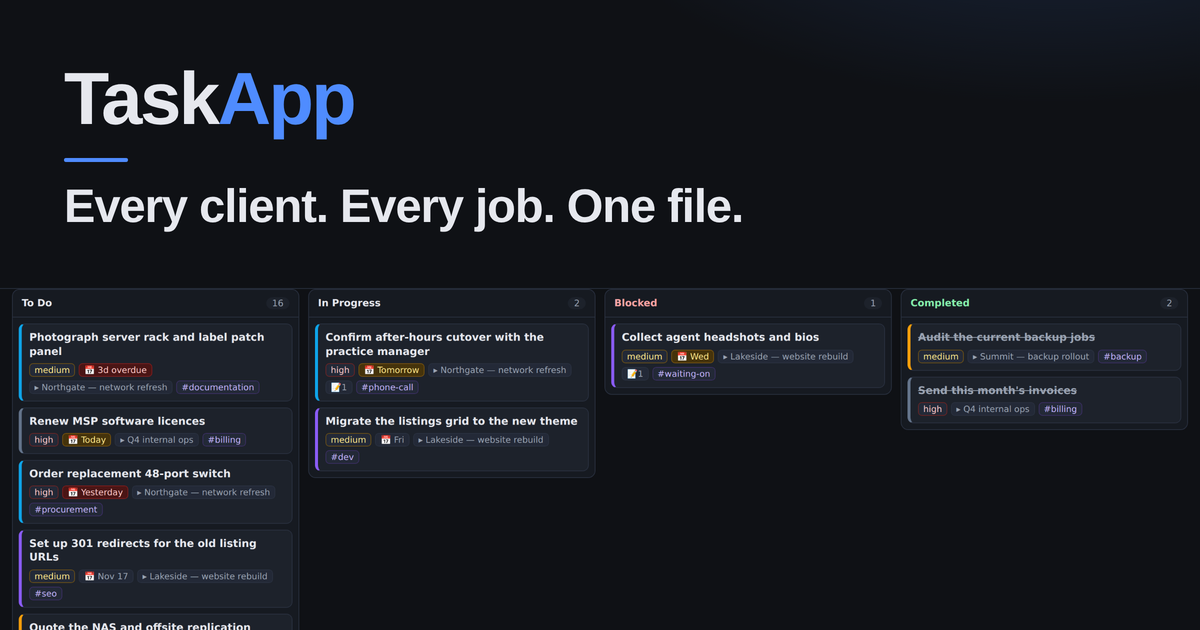 TaskApp
Every client. Every job. One file.
To Do 16
Photograph server rack and label patch
panel
medium 📅 3d overdue
▸ Northgate — network refresh #documentation
Renew MSP software licences
high 📅 Today ▸ Q4 internal ops #billing
Order replacement 48-port switch
high 📅 Yesterday ▸ Northgate — network refresh
#procurement
Set up 301 redirects for the old listing
URLs
medium 📅 Nov 17 ▸ Lakeside — website rebuild
#seo
Quote the NAS and offsite replication
In Progress 2
Confirm after-hours cutover with the
practice manager
high 📅 Tomorrow ▸ Northgate — network refresh
📝1 #phone-call
Migrate the listings grid to the new theme
medium 📅 Fri ▸ Lakeside — website rebuild
#dev
Blocked 1
Collect agent headshots and bios
medium 📅 Wed ▸ Lakeside — website rebuild
📝1 #waiting-on
Completed 2
Audit the current backup jobs
medium ▸ Summit — backup rollout #backup
Send this month's invoices
high ▸ Q4 internal ops #billing